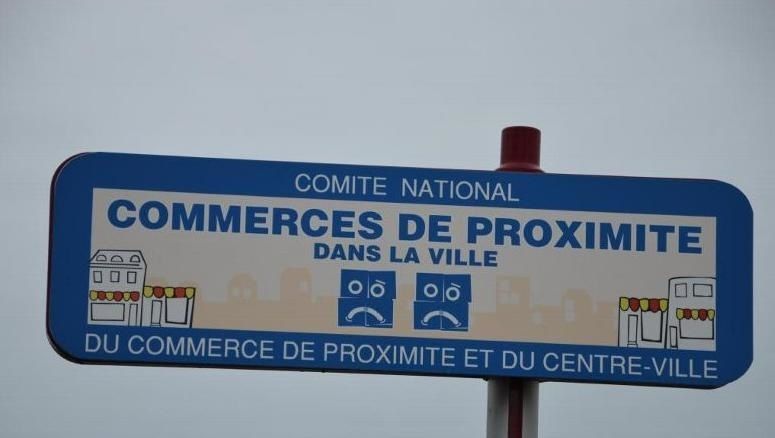 COMITE NATIONAL
COMMERCES DE PROXIMITE
DANS LA VILLE
DU COMMERCE DE PROXIMITE ET DU CENTRE-VILLE